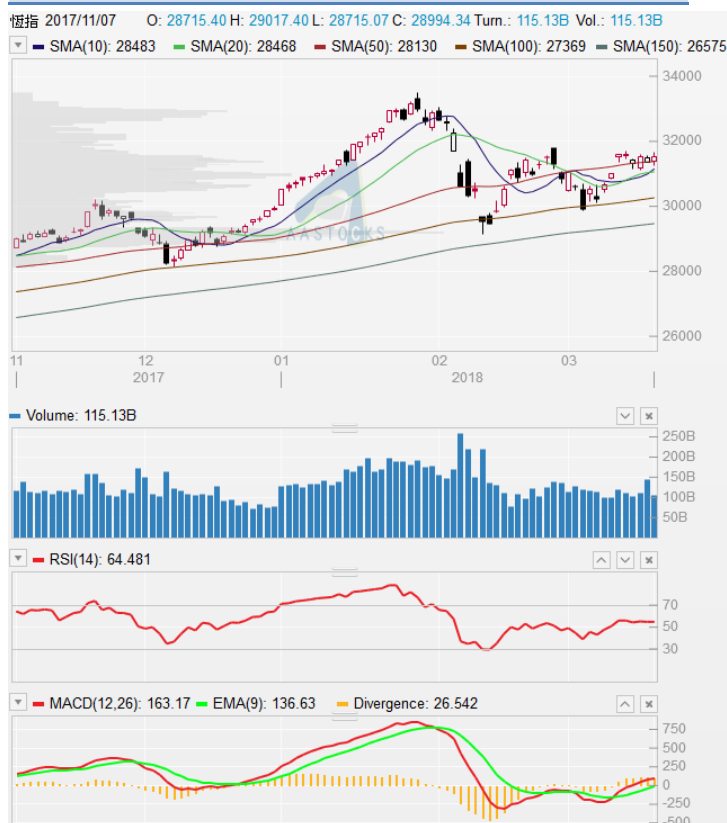 恆指 2017/11/07 O: 28715.40 H: 29017.40 L: 28715.07 C: 28994.34 Turn.: 115.13B Vol.: 115.13B
SMA(10): 28483 SMA(20): 28468 SMA(50): 28130 SMA(100): 27369 SMA(150): 26575
34000
32000
30000
AASTOCKS
28000
26000
11 12 01 02 03
2017 2018
Volume: 115.13B
250B
200B
150B
100B
50B
RSI(14): 64.481
70
50
30
MACD(12,26): 163.17 EMA(9): 136.63 Divergence: 26.542
750
500
250
0
-250
-500